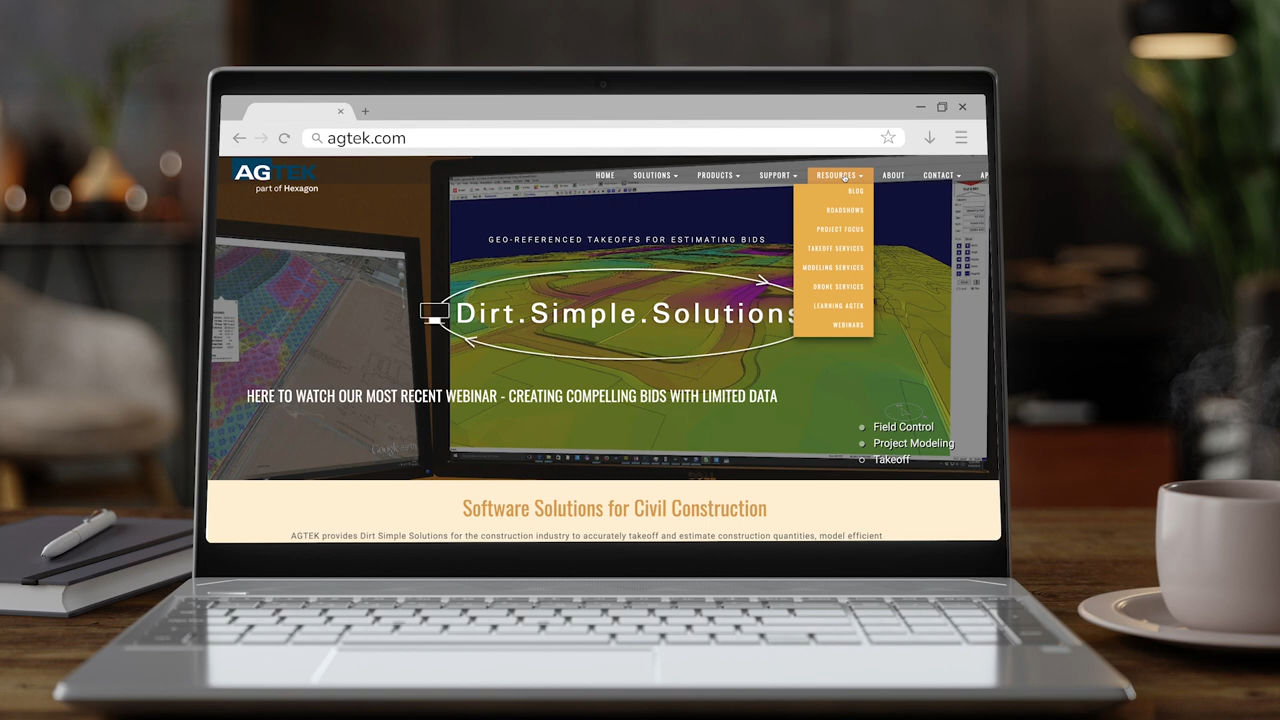 agtek.com
AGTEK
part of Hexagon
HOME SOLUTIONS PRODUCTS SUPPORT RESOURCES ABOUT CONTACT AP
BLOG
ROADSHOWS
PROJECT FOCUS
TAKEOFF SERVICES
MODELING SERVICES
DRONE SERVICES
LEARNING AGTEK
WEBINARS
GEO-REFERENCED TAKEOFFS FOR ESTIMATING BIDS
Dirt.Simple.Solutions
HERE TO WATCH OUR MOST RECENT WEBINAR - CREATING COMPELLING BIDS WITH LIMITED DATA
Google earth
Field Control
Project Modeling
Takeoff
Software Solutions for Civil Construction
AGTEK provides Dirt Simple Solutions for the construction industry to accurately takeoff and estimate construction quantities, model efficient